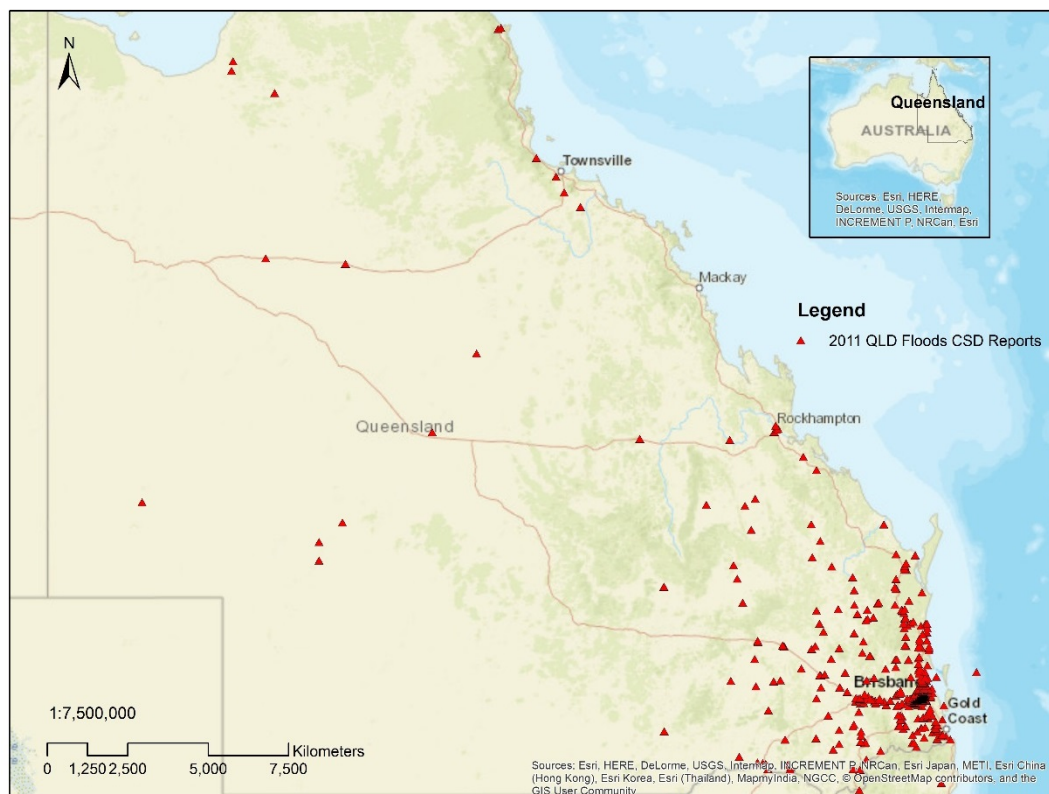 N
Townsville
Queensland
AUSTRALIA
Sources: Esri, HERE,
DeLorme, USGS, Intermap,
INCREMENT P, NRCan, Esri
Mackay
Legend
2011 QLD Floods CSD Reports
Rockhampton
Queensland
Brisbane
Gold
Coast
1:7,500,000
Kilometers
0 1,250 2,500 5,000 7,500
Sources: Esri, HERE, DeLorme, USGS, Intermap, INCREMENT P, NRCan, Esri Japan, METI, Esri China
(Hong Kong), Esri Korea, Esri (Thailand), MapmyIndia, NGCC, © OpenStreetMap contributors, and the
GIS User Community